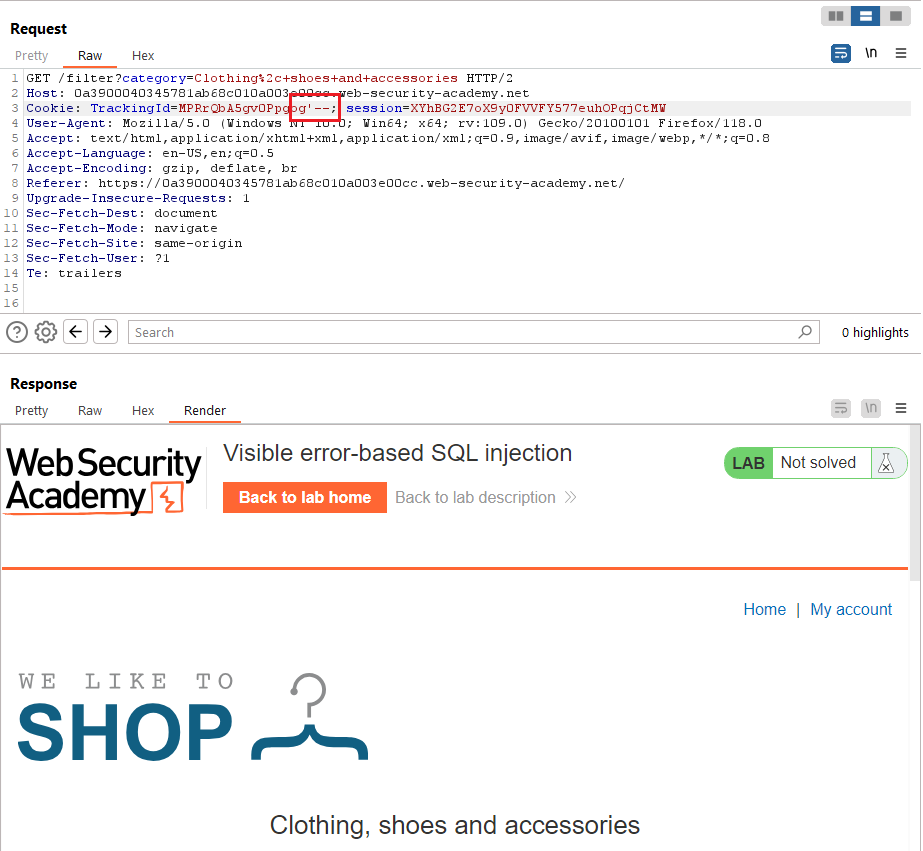 Request
Pretty Raw Hex
\n
1 GET /filter?category=Clothing%2c+shoes+and+accessories HTTP/2
2 Host: 0a3900040345781ab68c010a003e00cc.web-security-academy.net
3 Cookie: TrackingId=MPRrQbA5gvOPpgbg'--; session=XYhBG2E7oX9yOFVVFY577euhOPqjCtMW
4 User-Agent: Mozilla/5.0 (Windows NT 10.0; Win64; x64; rv:109.0) Gecko/20100101 Firefox/118.0
5 Accept: text/html,application/xhtml+xml,application/xml;q=0.9,image/avif,image/webp,*/*;q=0.8
6 Accept-Language: en-US,en;q=0.5
7 Accept-Encoding: gzip, deflate, br
8 Referer: https://0a3900040345781ab68c010a003e00cc.web-security-academy.net/
9 Upgrade-Insecure-Requests: 1
10 Sec-Fetch-Dest: document
11 Sec-Fetch-Mode: navigate
12 Sec-Fetch-Site: same-origin
13 Sec-Fetch-User: ?1
14 Te: trailers
15
16
Search
0 highlights
Response
Pretty Raw Hex Render
\n
Web Security
Academy
Visible error-based SQL injection
Back to lab home Back to lab description
LAB Not solved
Home | My account
WE LIKE TO
SHOP
Clothing, shoes and accessories